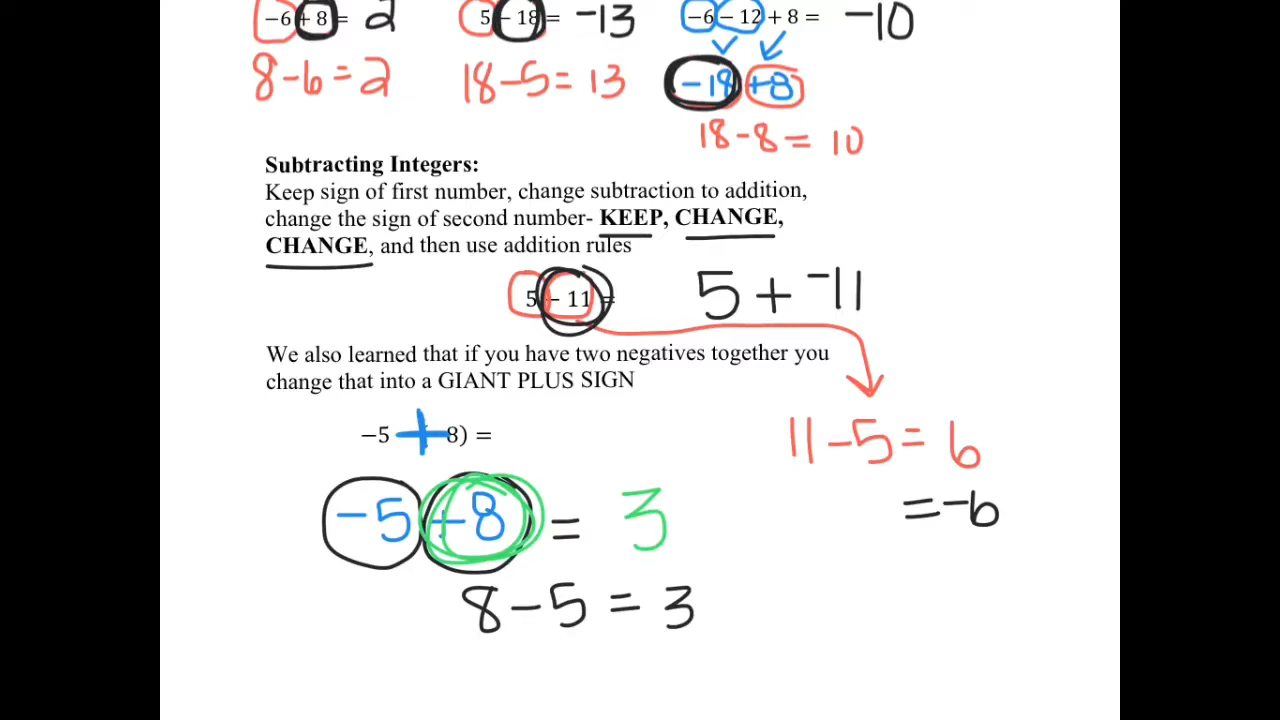 −6 + 8 = 2
5 − 18 = -13
−6 − 12 + 8 = -10
8-6=2
18-5=13
-18 +8
18-8=10
Subtracting Integers:
Keep sign of first number, change subtraction to addition,
change the sign of second number- KEEP, CHANGE,
CHANGE, and then use addition rules
5 − 11 =
5 + -11
We also learned that if you have two negatives together you
change that into a GIANT PLUS SIGN
−5 + 8) =
11-5=6
=-6
-5 +8 = 3
8-5=3